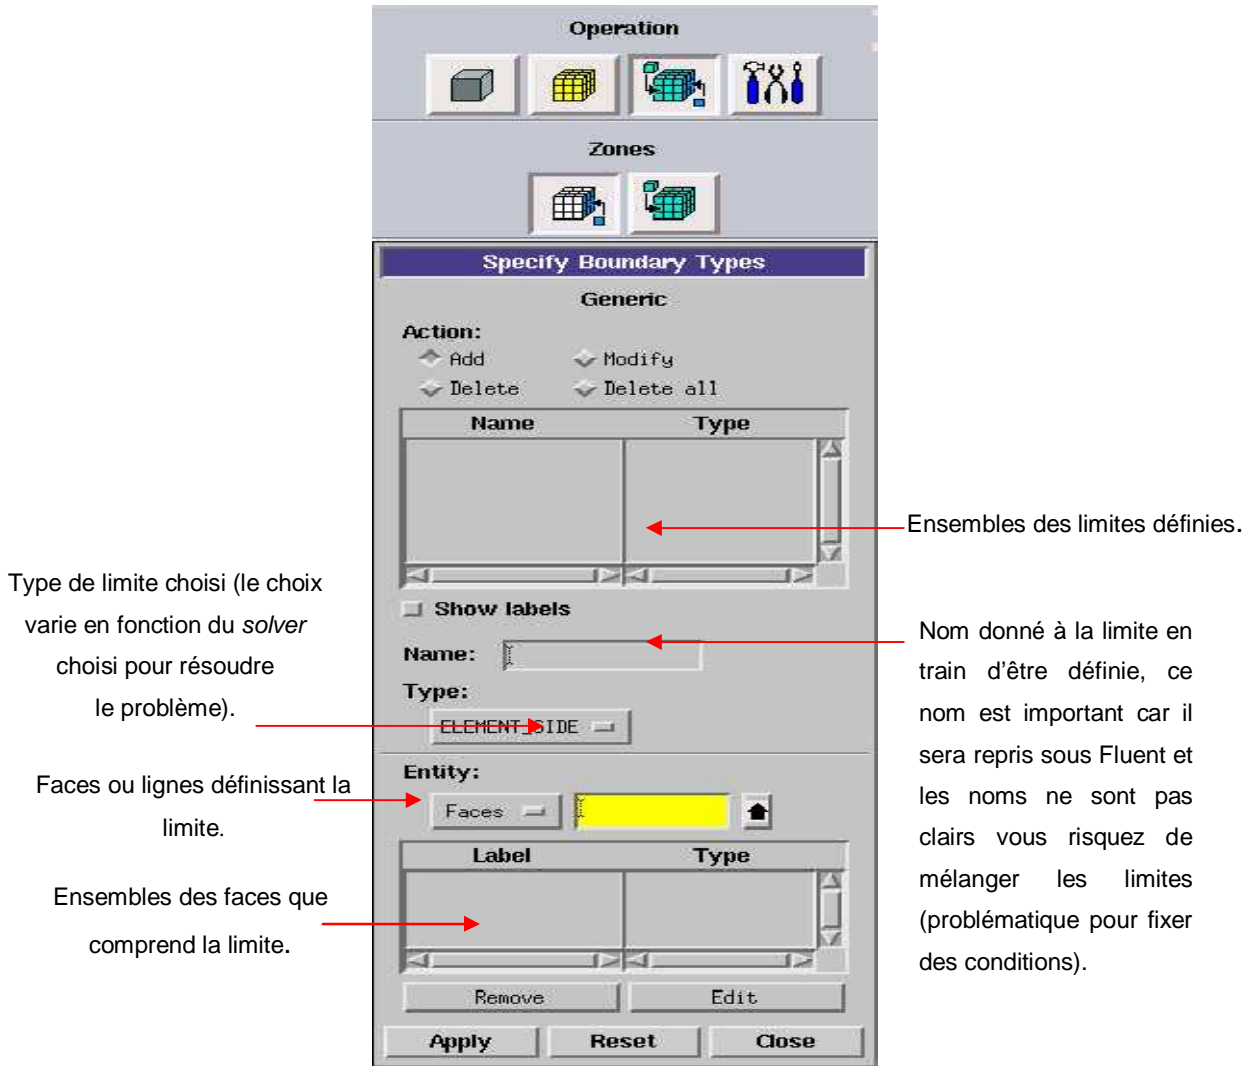 Operation
Zones
Specify Boundary Types
Generic
Action:
Add Modify
Delete Delete all
Name Type
Ensembles des limites définies.
Type de limite choisi (le choix
varie en fonction du solver
choisi pour résoudre
le problème).
Show labels
Name:
Type:
ELEMENT_SIDE
Nom donné à la limite en
train d'être définie, ce
nom est important car il
sera repris sous Fluent et
les noms ne sont pas
clairs vous risquez de
mélanger les limites
(problématique pour fixer
des conditions).
Faces ou lignes définissant la
limite.
Entity:
Faces
Label Type
Ensembles des faces que
comprend la limite.
Remove Edit
Apply Reset Close